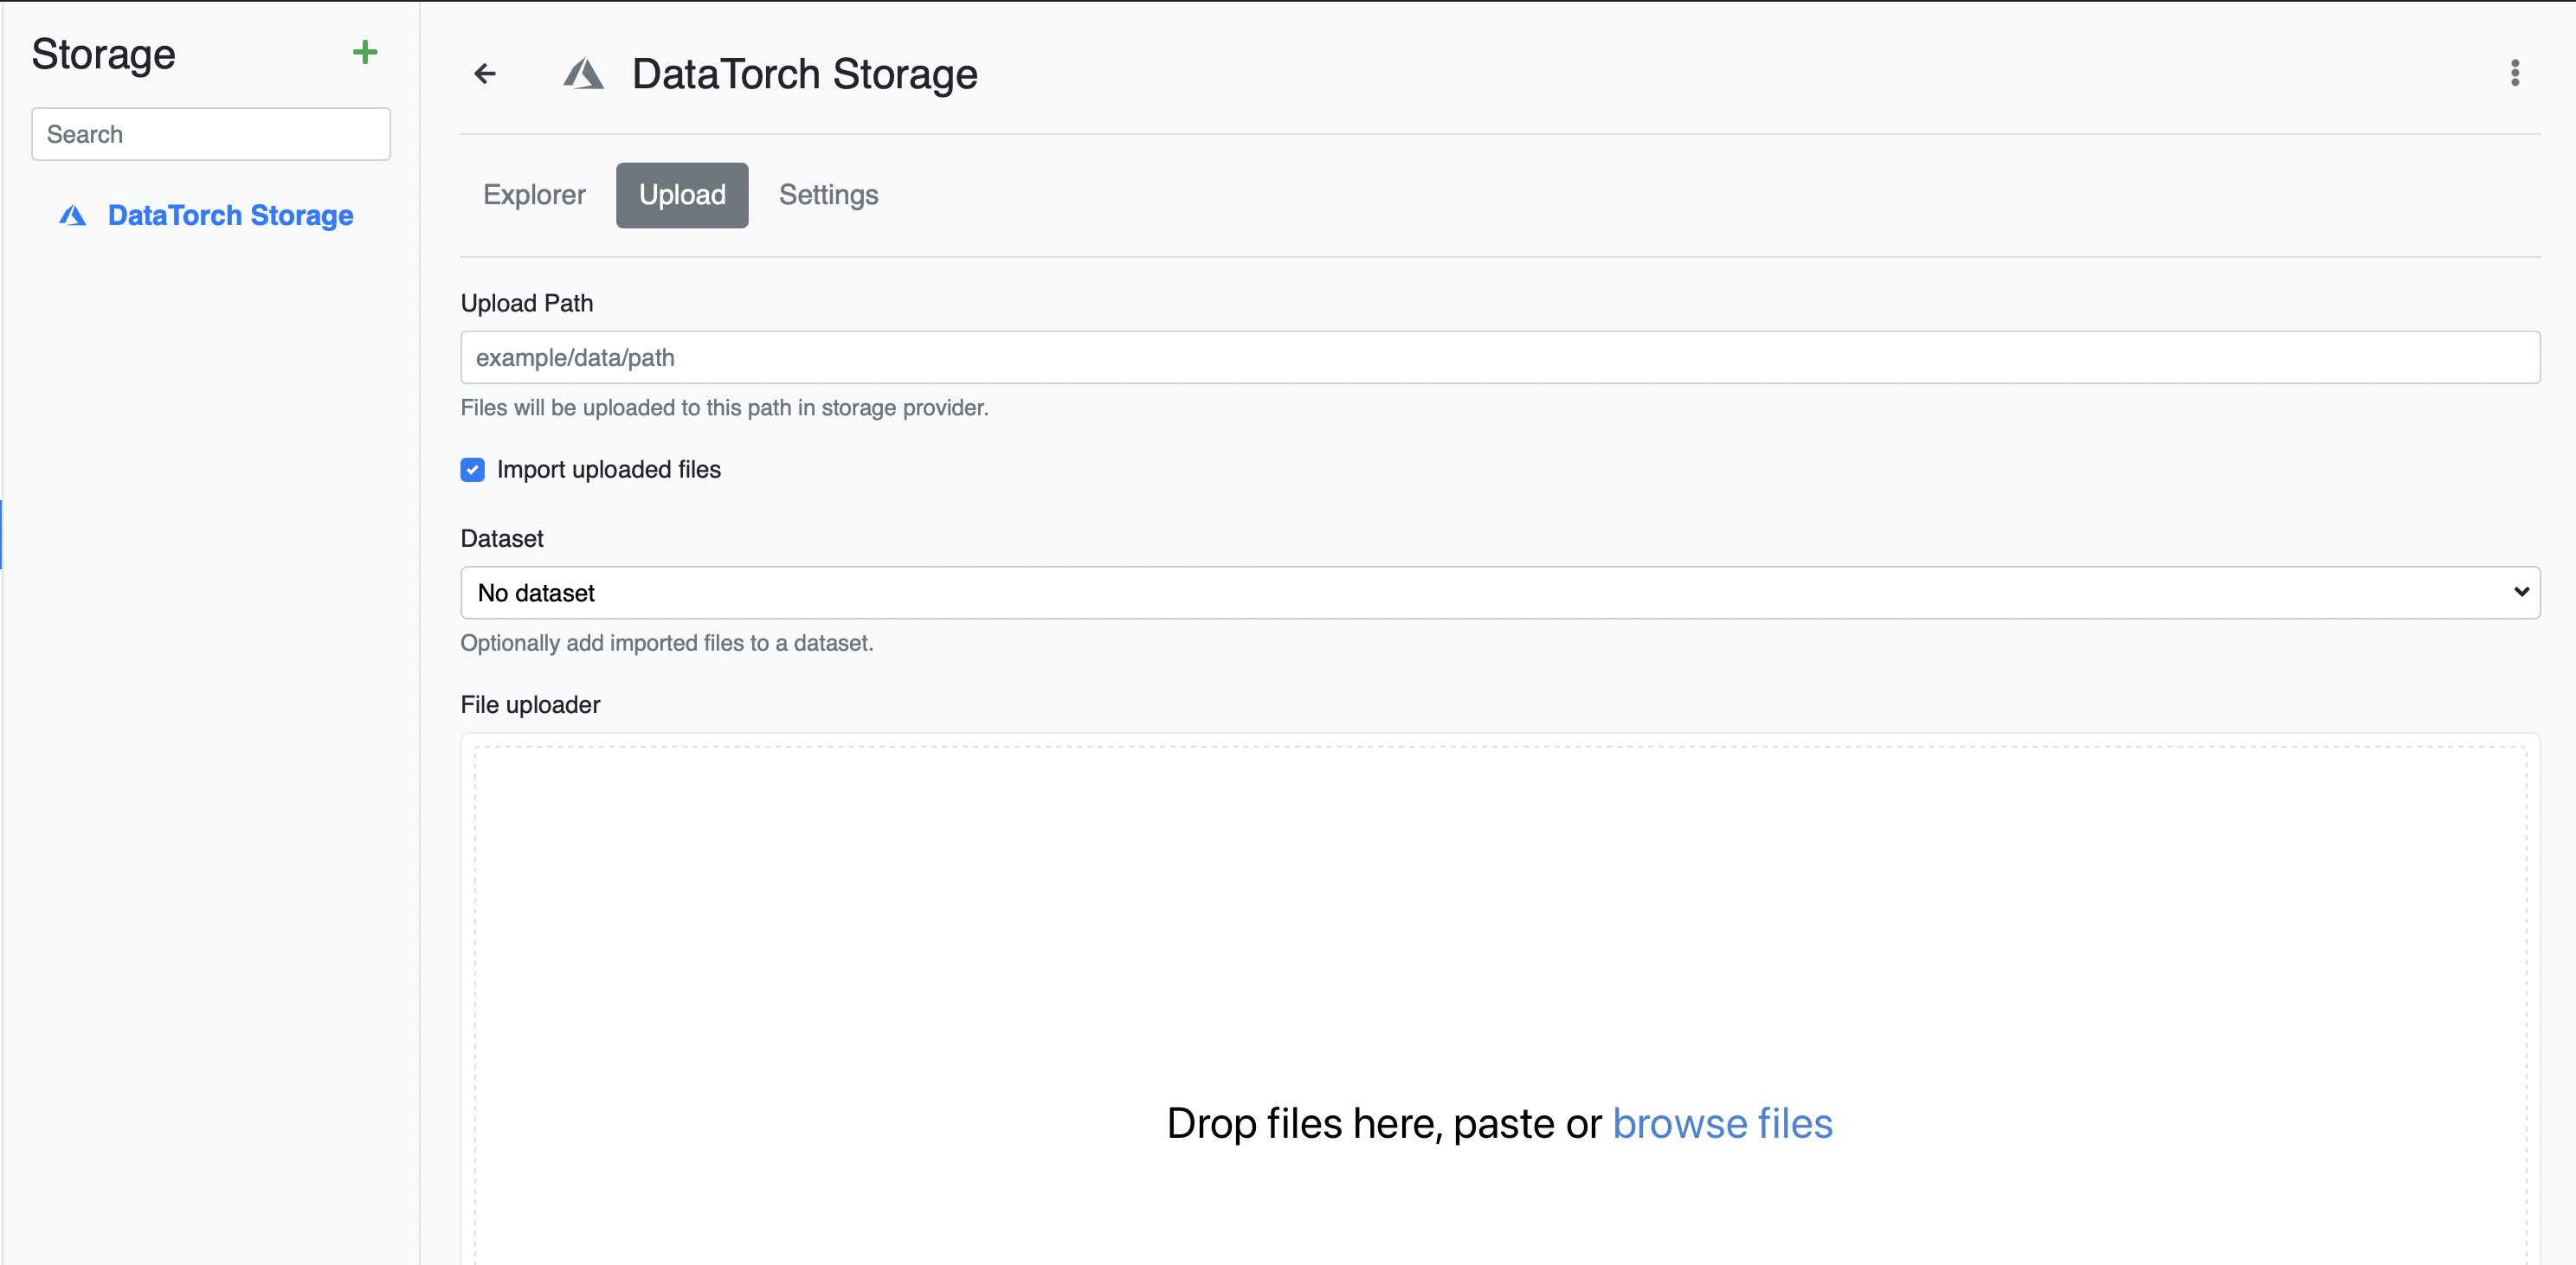 Storage
Search
DataTorch Storage
DataTorch Storage
Explorer Upload Settings
Upload Path
example/data/path
Files will be uploaded to this path in storage provider.
Import uploaded files
Dataset
No dataset
Optionally add imported files to a dataset.
File uploader
Drop files here, paste or browse files